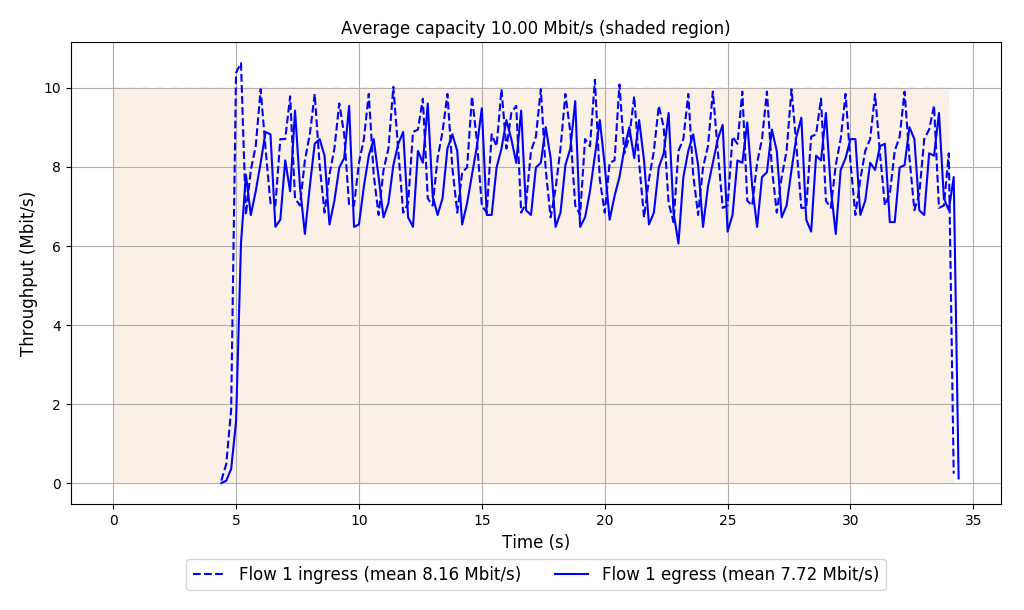 Average capacity 10.00 Mbit/s (shaded region)
Throughput (Mbit/s)
10
8
6
4
2
0
0 5 10 15 20 25 30 35
Time (s)
Flow 1 ingress (mean 8.16 Mbit/s) Flow 1 egress (mean 7.72 Mbit/s)